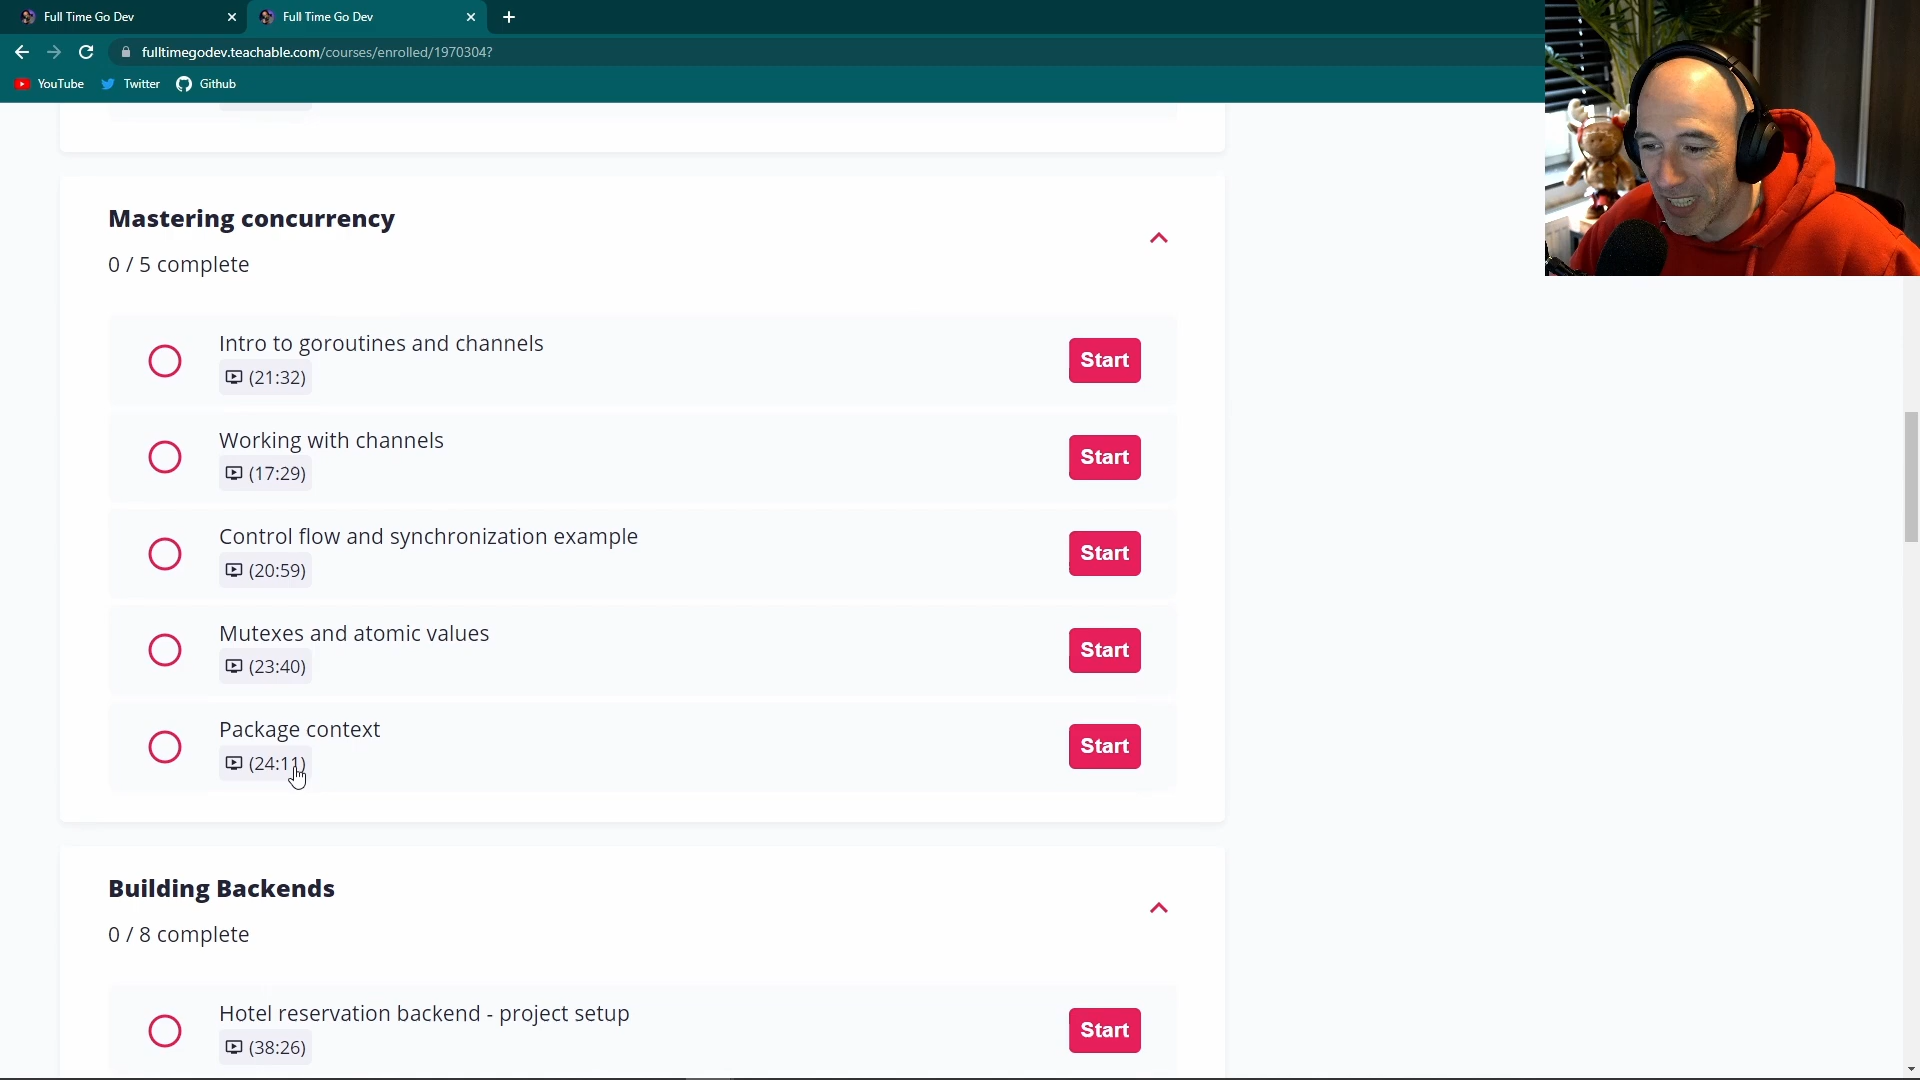 Full Time Go Dev
Full Time Go Dev
fulltimegodev.teachable.com/courses/enrolled/1970304?
YouTube
Twitter
Github
Mastering concurrency
0 / 5 complete
Intro to goroutines and channels
(21:32)
Start
Working with channels
(17:29)
Start
Control flow and synchronization example
(20:59)
Start
Mutexes and atomic values
(23:40)
Start
Package context
(24:11)
Start
Building Backends
0 / 8 complete
Hotel reservation backend - project setup
(38:26)
Start